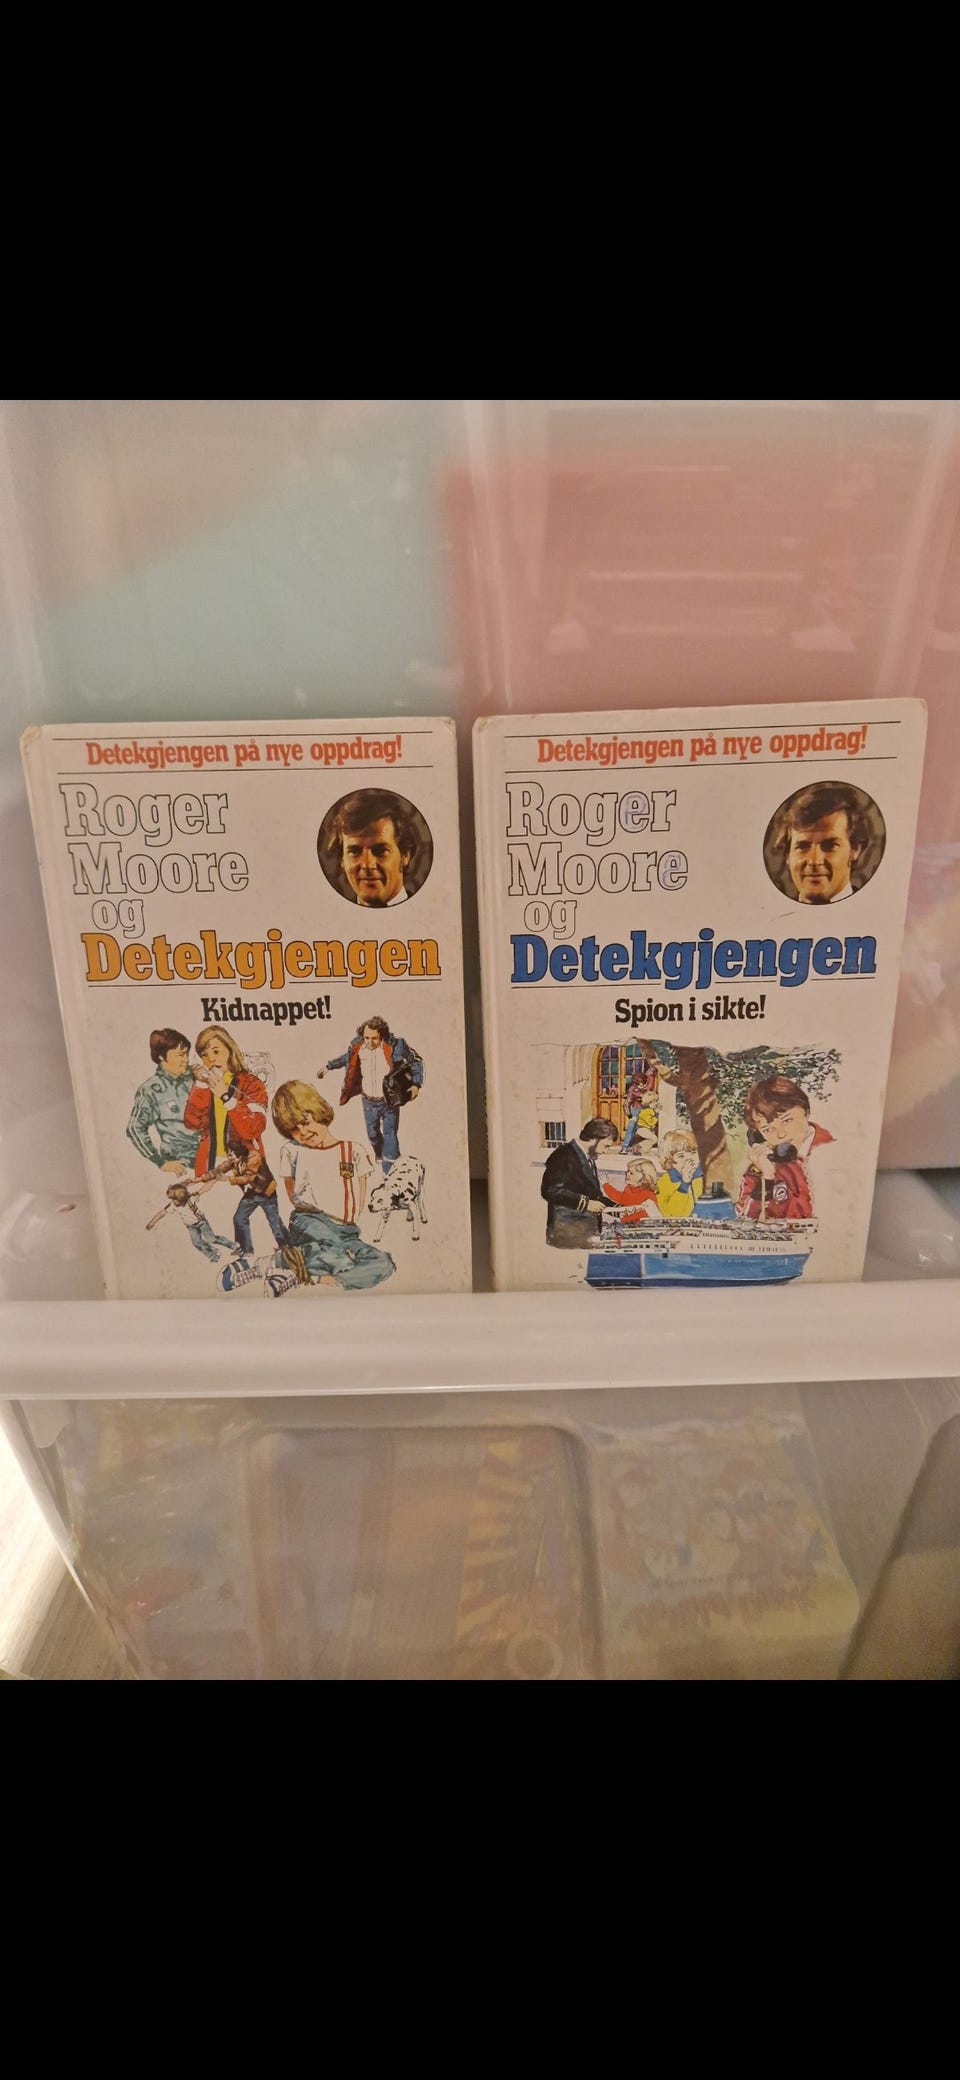 Detekgjengen på nye oppdrag!
Roger
Moore
og
Detekgjengen
Kidnappet!
Detekgjengen på nye oppdrag!
Roger
Moore
og
Detekgjengen
Spion i sikte!